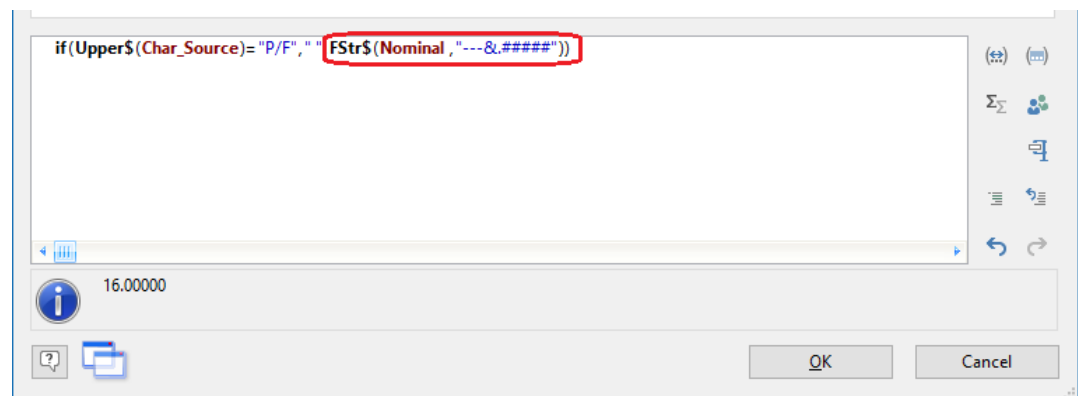 if(Upper$(Char_Source)="P/F"," " FStr$(Nominal ,"---&.#####"))
16.00000
OK
Cancel